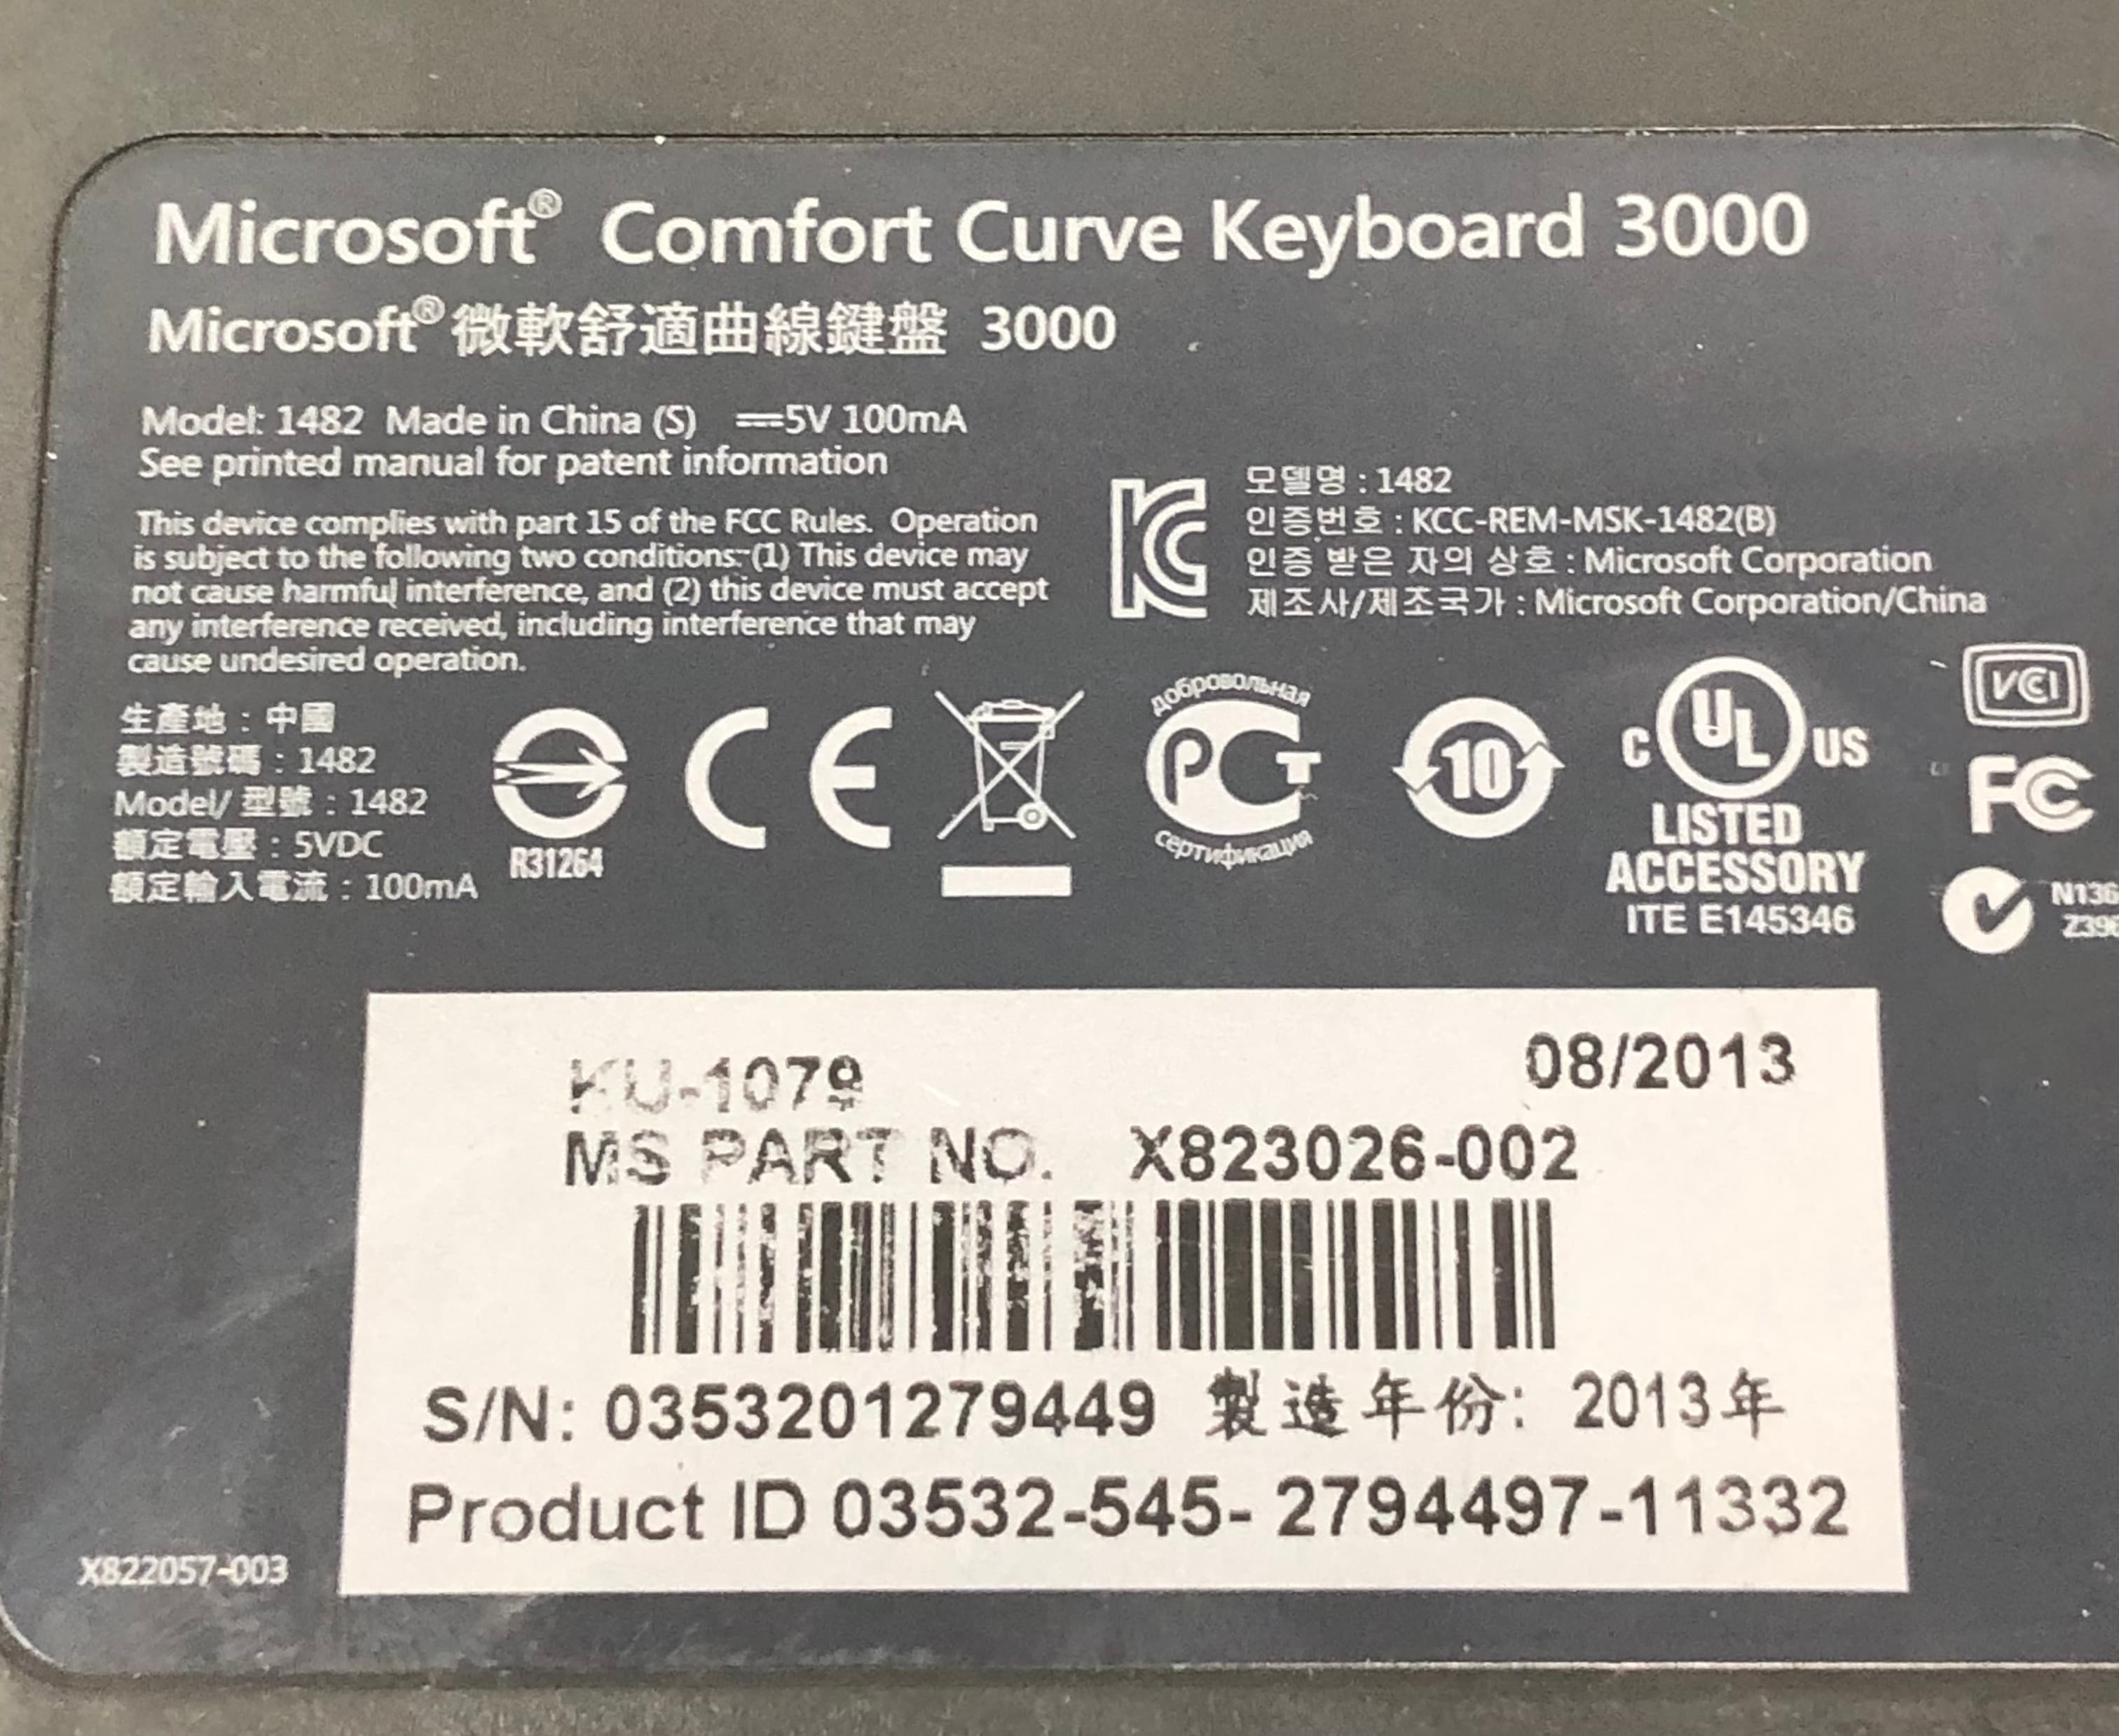 Microsoft® Comfort Curve Keyboard 3000
Microsoft®微軟舒適曲線鍵盤 3000
Model: 1482 Made in China (S) ⎓5V 100mA
See printed manual for patent information
This device complies with part 15 of the FCC Rules. Operation
is subject to the following two conditions: (1) This device may
not cause harmful interference, and (2) this device must accept
any interference received, including interference that may
cause undesired operation.
모델명 : 1482
인증번호 : KCC-REM-MSK-1482(B)
인증 받은 자의 상호 : Microsoft Corporation
제조사/제조국가 : Microsoft Corporation/China
生產地 : 中國
製造號碼 : 1482
Model/ 型號 : 1482
額定電壓 : 5VDC
額定輸入電流 : 100mA
R31264
CE
добровольная
РСТ
сертификация
10
C UL US
LISTED
ACCESSORY
ITE E145346
VCI
FC
N136
Z396
KU-1079
08/2013
MS PART NO. X823026-002
S/N: 0353201279449 製造年份: 2013年
Product ID 03532-545- 2794497-11332
X822057-003